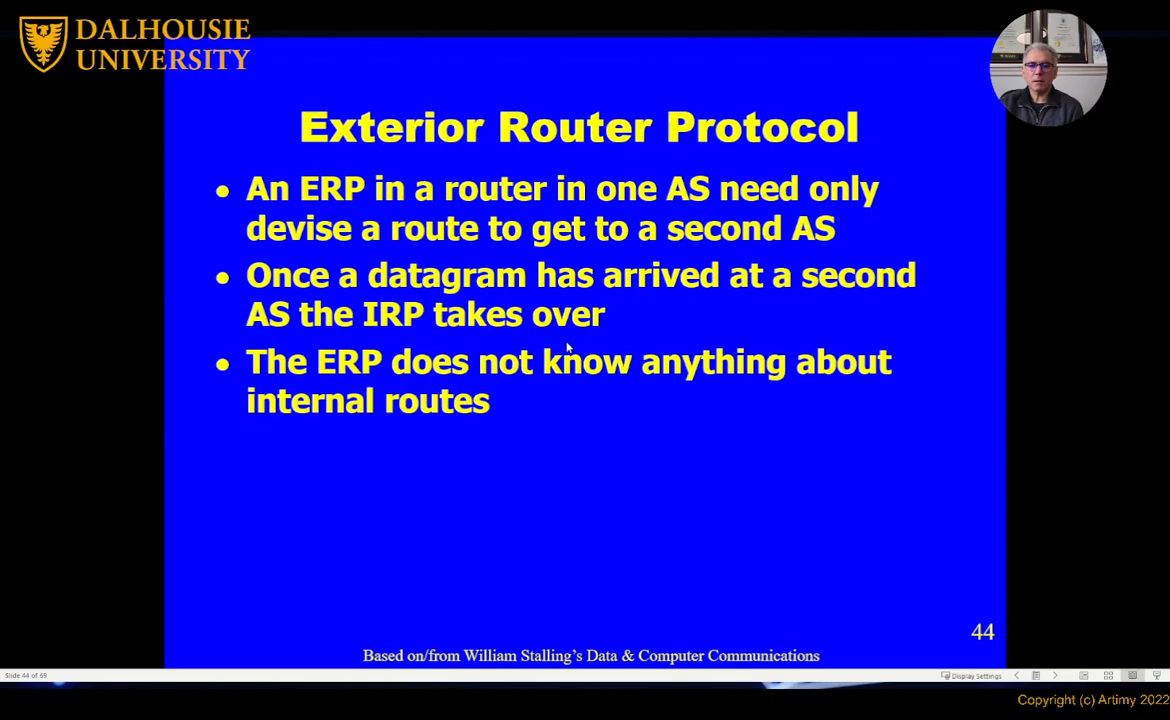 DALHOUSIE
UNIVERSITY
Exterior Router Protocol
• An ERP in a router in one AS need only
devise a route to get to a second AS
• Once a datagram has arrived at a second
AS the IRP takes over
• The ERP does not know anything about
internal routes
44
Based on/from William Stalling's Data & Computer Communications
Slide 44 of 69
Display Settings
Copyright (c) Artimy 2022